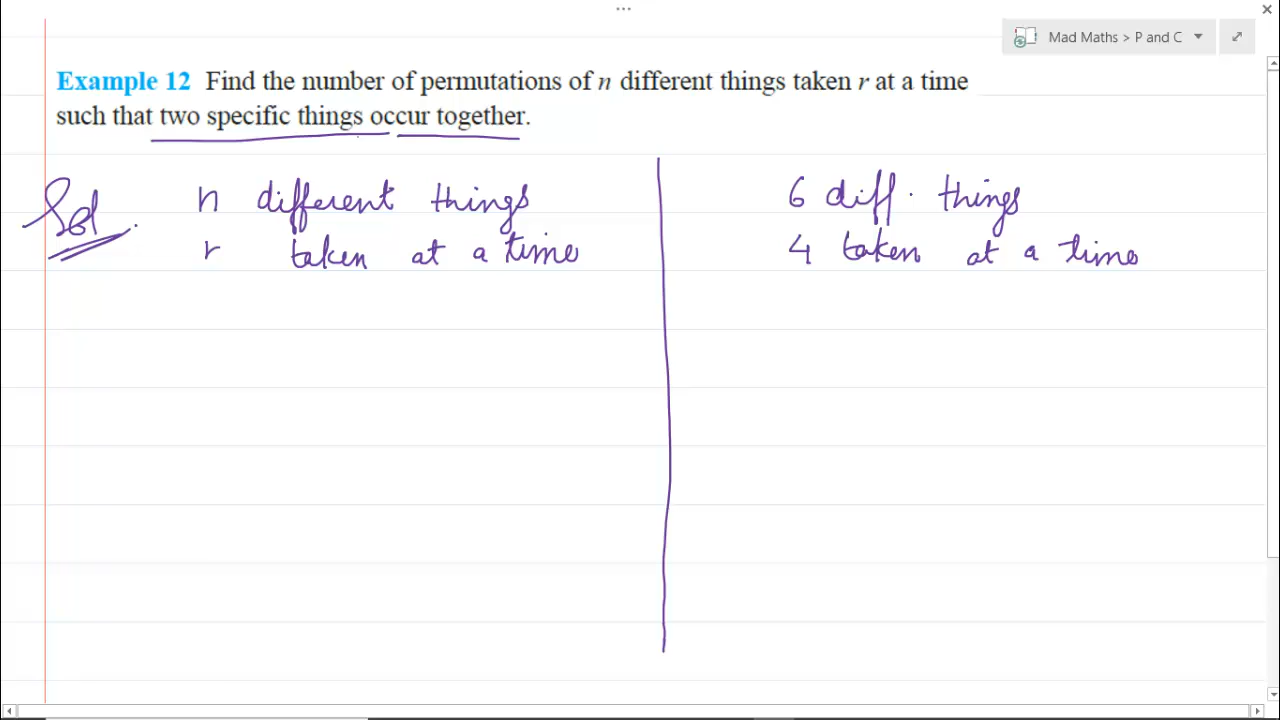 Mad Maths > P and C
Example 12 Find the number of permutations of n different things taken r at a time
such that two specific things occur together.
Sol.
n different things
r taken at a time
6 diff. things
4 taken at a time